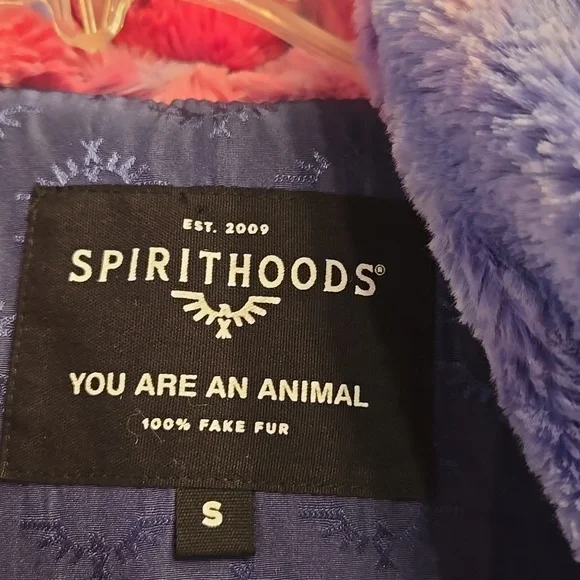 EST. 2009
SPIRITHOODS®
YOU ARE AN ANIMAL
100% FAKE FUR
S